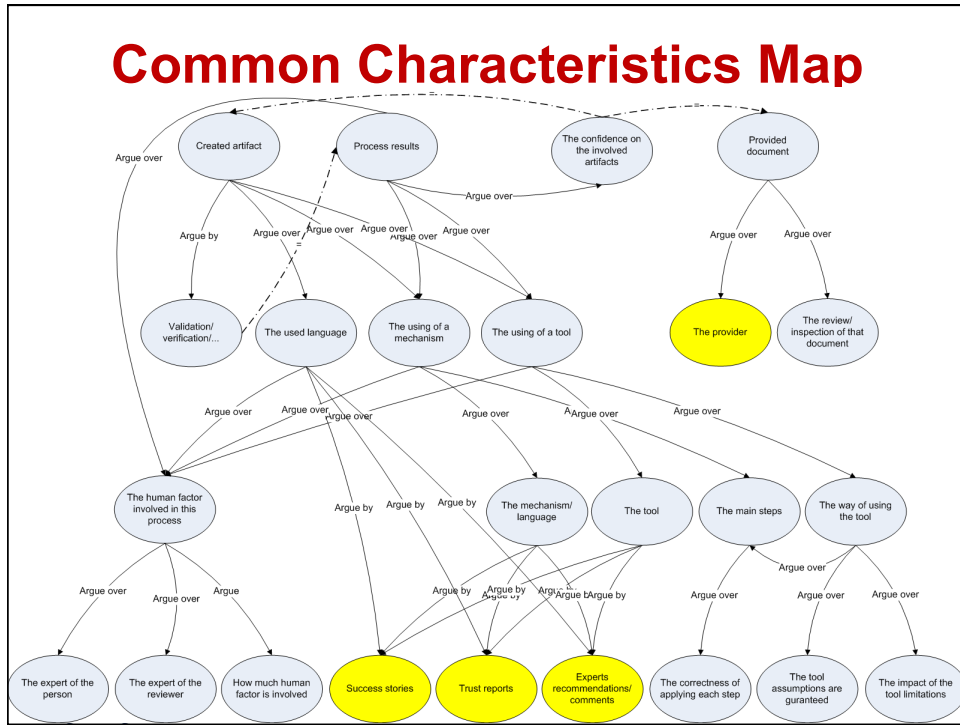 Common Characteristics Map
=
=
Created artifact
Process results
The confidence on
the involved
artifacts
Provided
document
Argue over
Argue over
Argue by
Argue over
Argue over
Argue over
Argue over
Argue over
=
Argue over
Argue over
Validation/
verification/...
The used language
The using of a
mechanism
The using of a tool
The provider
The review/
inspection of that
document
Argue over
Argue over
Argue over
Argue over
Argue over
Argue over
The human factor
involved in this
process
The mechanism/
language
The tool
The main steps
The way of using
the tool
Argue by
Argue by
Argue by
Argue over
Argue over
Argue over
Argue
Argue by
Argue by
Argue by
Argue by
Argue over
Argue over
Argue over
The expert of the
person
The expert of the
reviewer
How much human
factor is involved
Success stories
Trust reports
Experts
recommendations/
comments
The correctness of
applying each step
The tool
assumptions are
guranteed
The impact of the
tool limitations